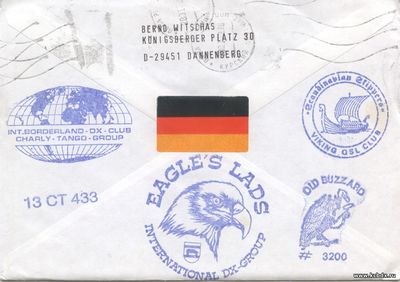 BERND WITSCHAS
KÖNIGSBERGER PLATZ 30
D-29451 DANNENBERG
INT. BORDERLAND - DX - CLUB
CHARLY - TANGO - GROUP
13 CT 433
EAGLE'S LADS
INTERNATIONAL DX-GROUP
Scandinavian Slippers
VIKING QSL CLUB
OLD BUZZARD
# 3200
www.kcbdx.ru